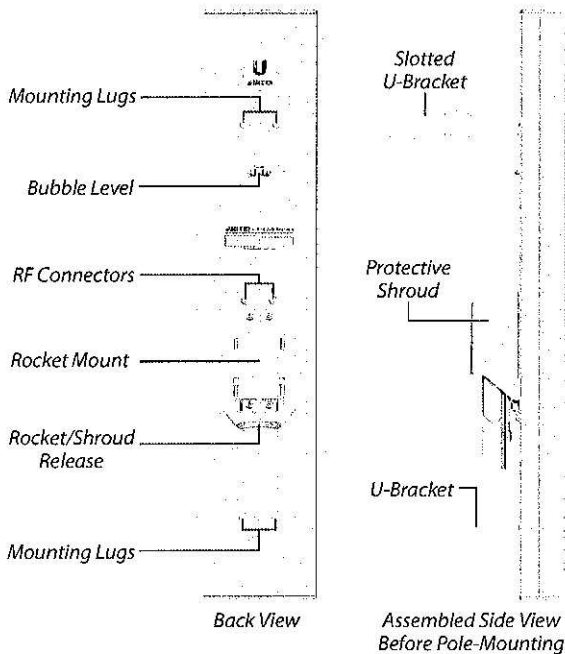 Mounting Lugs
Bubble Level
RF Connectors
Rocket Mount
Rocket/Shroud
Release
Mounting Lugs
Back View
Slotted
U-Bracket
Protective
Shroud
U-Bracket
Assembled Side View
Before Pole-Mounting